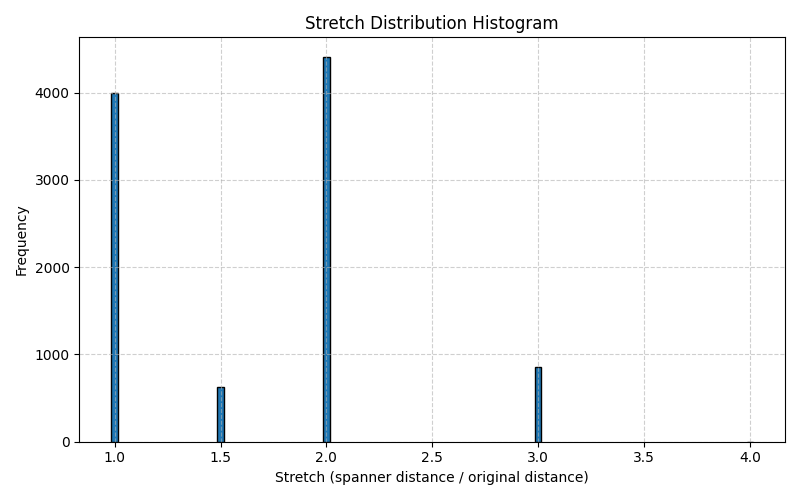 Stretch Distribution Histogram
Frequency
4000
3000
2000
1000
0
1.0 1.5 2.0 2.5 3.0 3.5 4.0
Stretch (spanner distance / original distance)